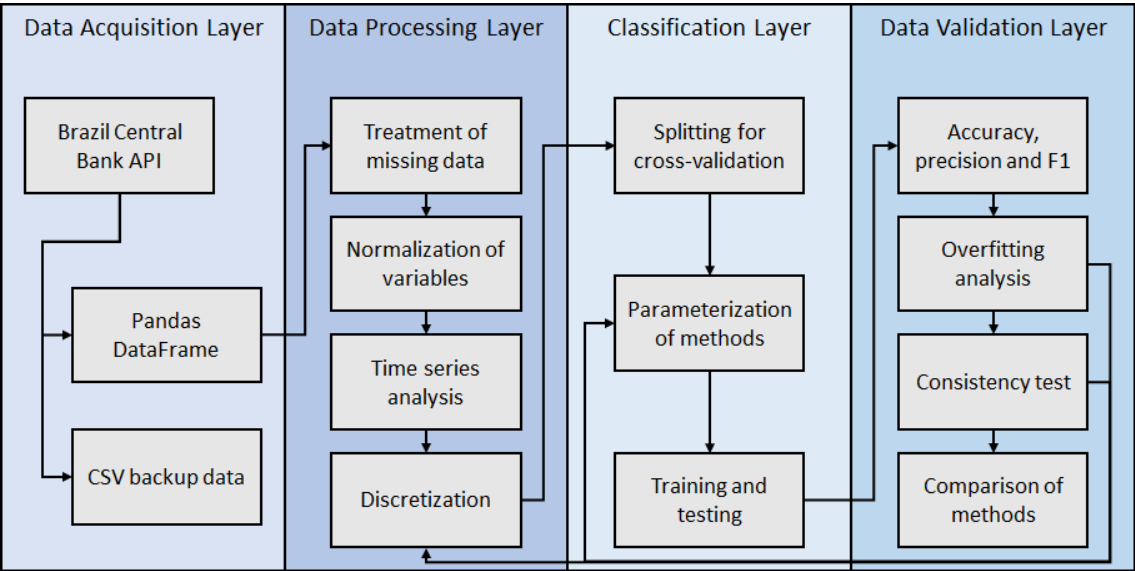 Data Acquisition Layer
Brazil Central
Bank API
Pandas
DataFrame
CSV backup data
Data Processing Layer
Treatment of
missing data
Normalization of
variables
Time series
analysis
Discretization
Classification Layer
Splitting for
cross-validation
Parameterization
of methods
Training and
testing
Data Validation Layer
Accuracy,
precision and F1
Overfitting
analysis
Consistency test
Comparison of
methods